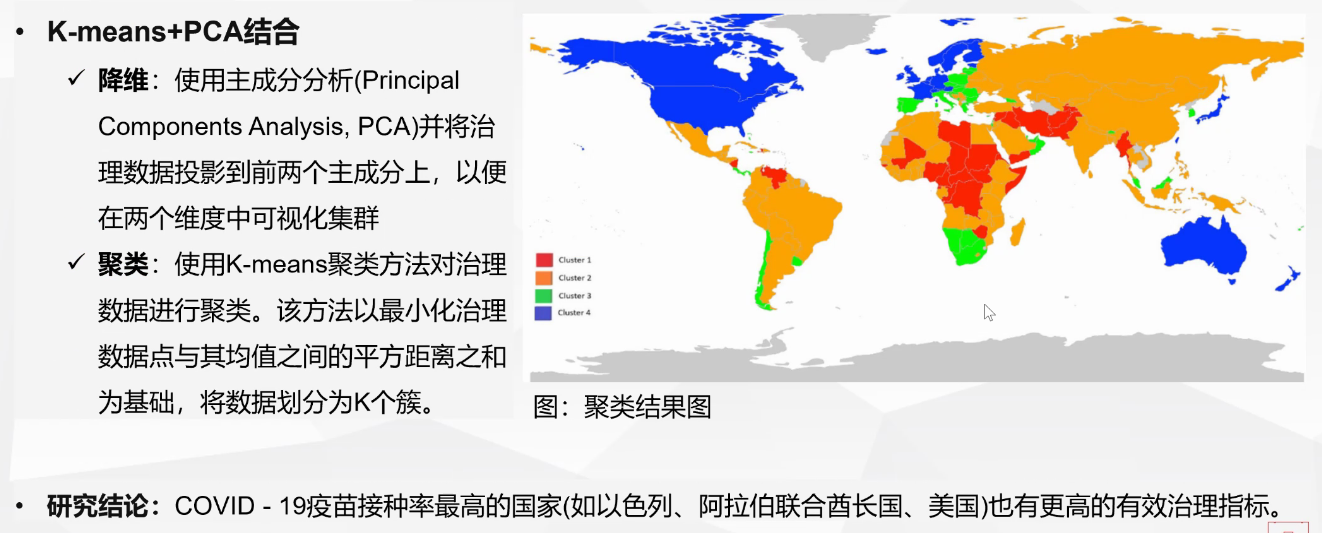 • K-means+PCA结合
✓ 降维：使用主成分分析(Principal
Components Analysis, PCA)并将治
理数据投影到前两个主成分上，以便
在两个维度中可视化集群
✓ 聚类：使用K-means聚类方法对治理
数据进行聚类。该方法以最小化治理
数据点与其均值之间的平方距离之和
为基础，将数据划分为K个簇。
Cluster 1
Cluster 2
Cluster 3
Cluster 4
图：聚类结果图
• 研究结论：COVID - 19疫苗接种率最高的国家(如以色列、阿拉伯联合酋长国、美国)也有更高的有效治理指标。